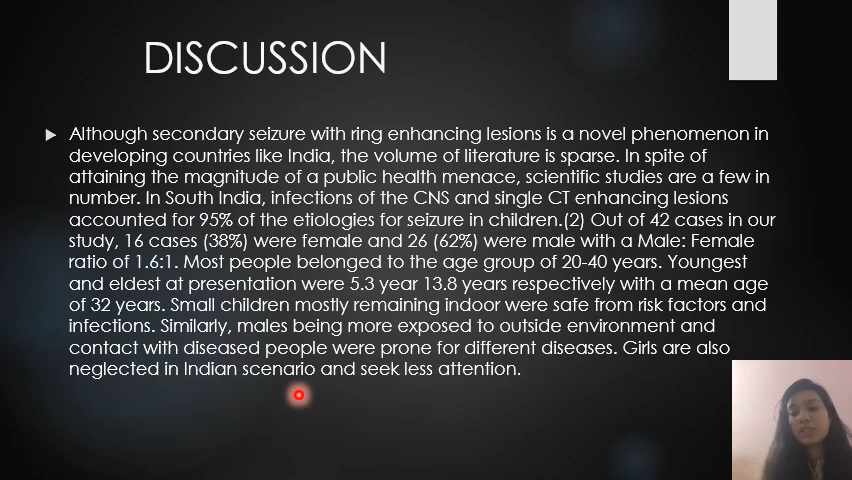 DISCUSSION
Although secondary seizure with ring enhancing lesions is a novel phenomenon in
developing countries like India, the volume of literature is sparse. In spite of
attaining the magnitude of a public health menace, scientific studies are a few in
number. In South India, infections of the CNS and single CT enhancing lesions
accounted for 95% of the etiologies for seizure in children.(2) Out of 42 cases in our
study, 16 cases (38%) were female and 26 (62%) were male with a Male: Female
ratio of 1.6:1. Most people belonged to the age group of 20-40 years. Youngest
and eldest at presentation were 5.3 year 13.8 years respectively with a mean age
of 32 years. Small children mostly remaining indoor were safe from risk factors and
infections. Similarly, males being more exposed to outside environment and
contact with diseased people were prone for different diseases. Girls are also
neglected in Indian scenario and seek less attention.